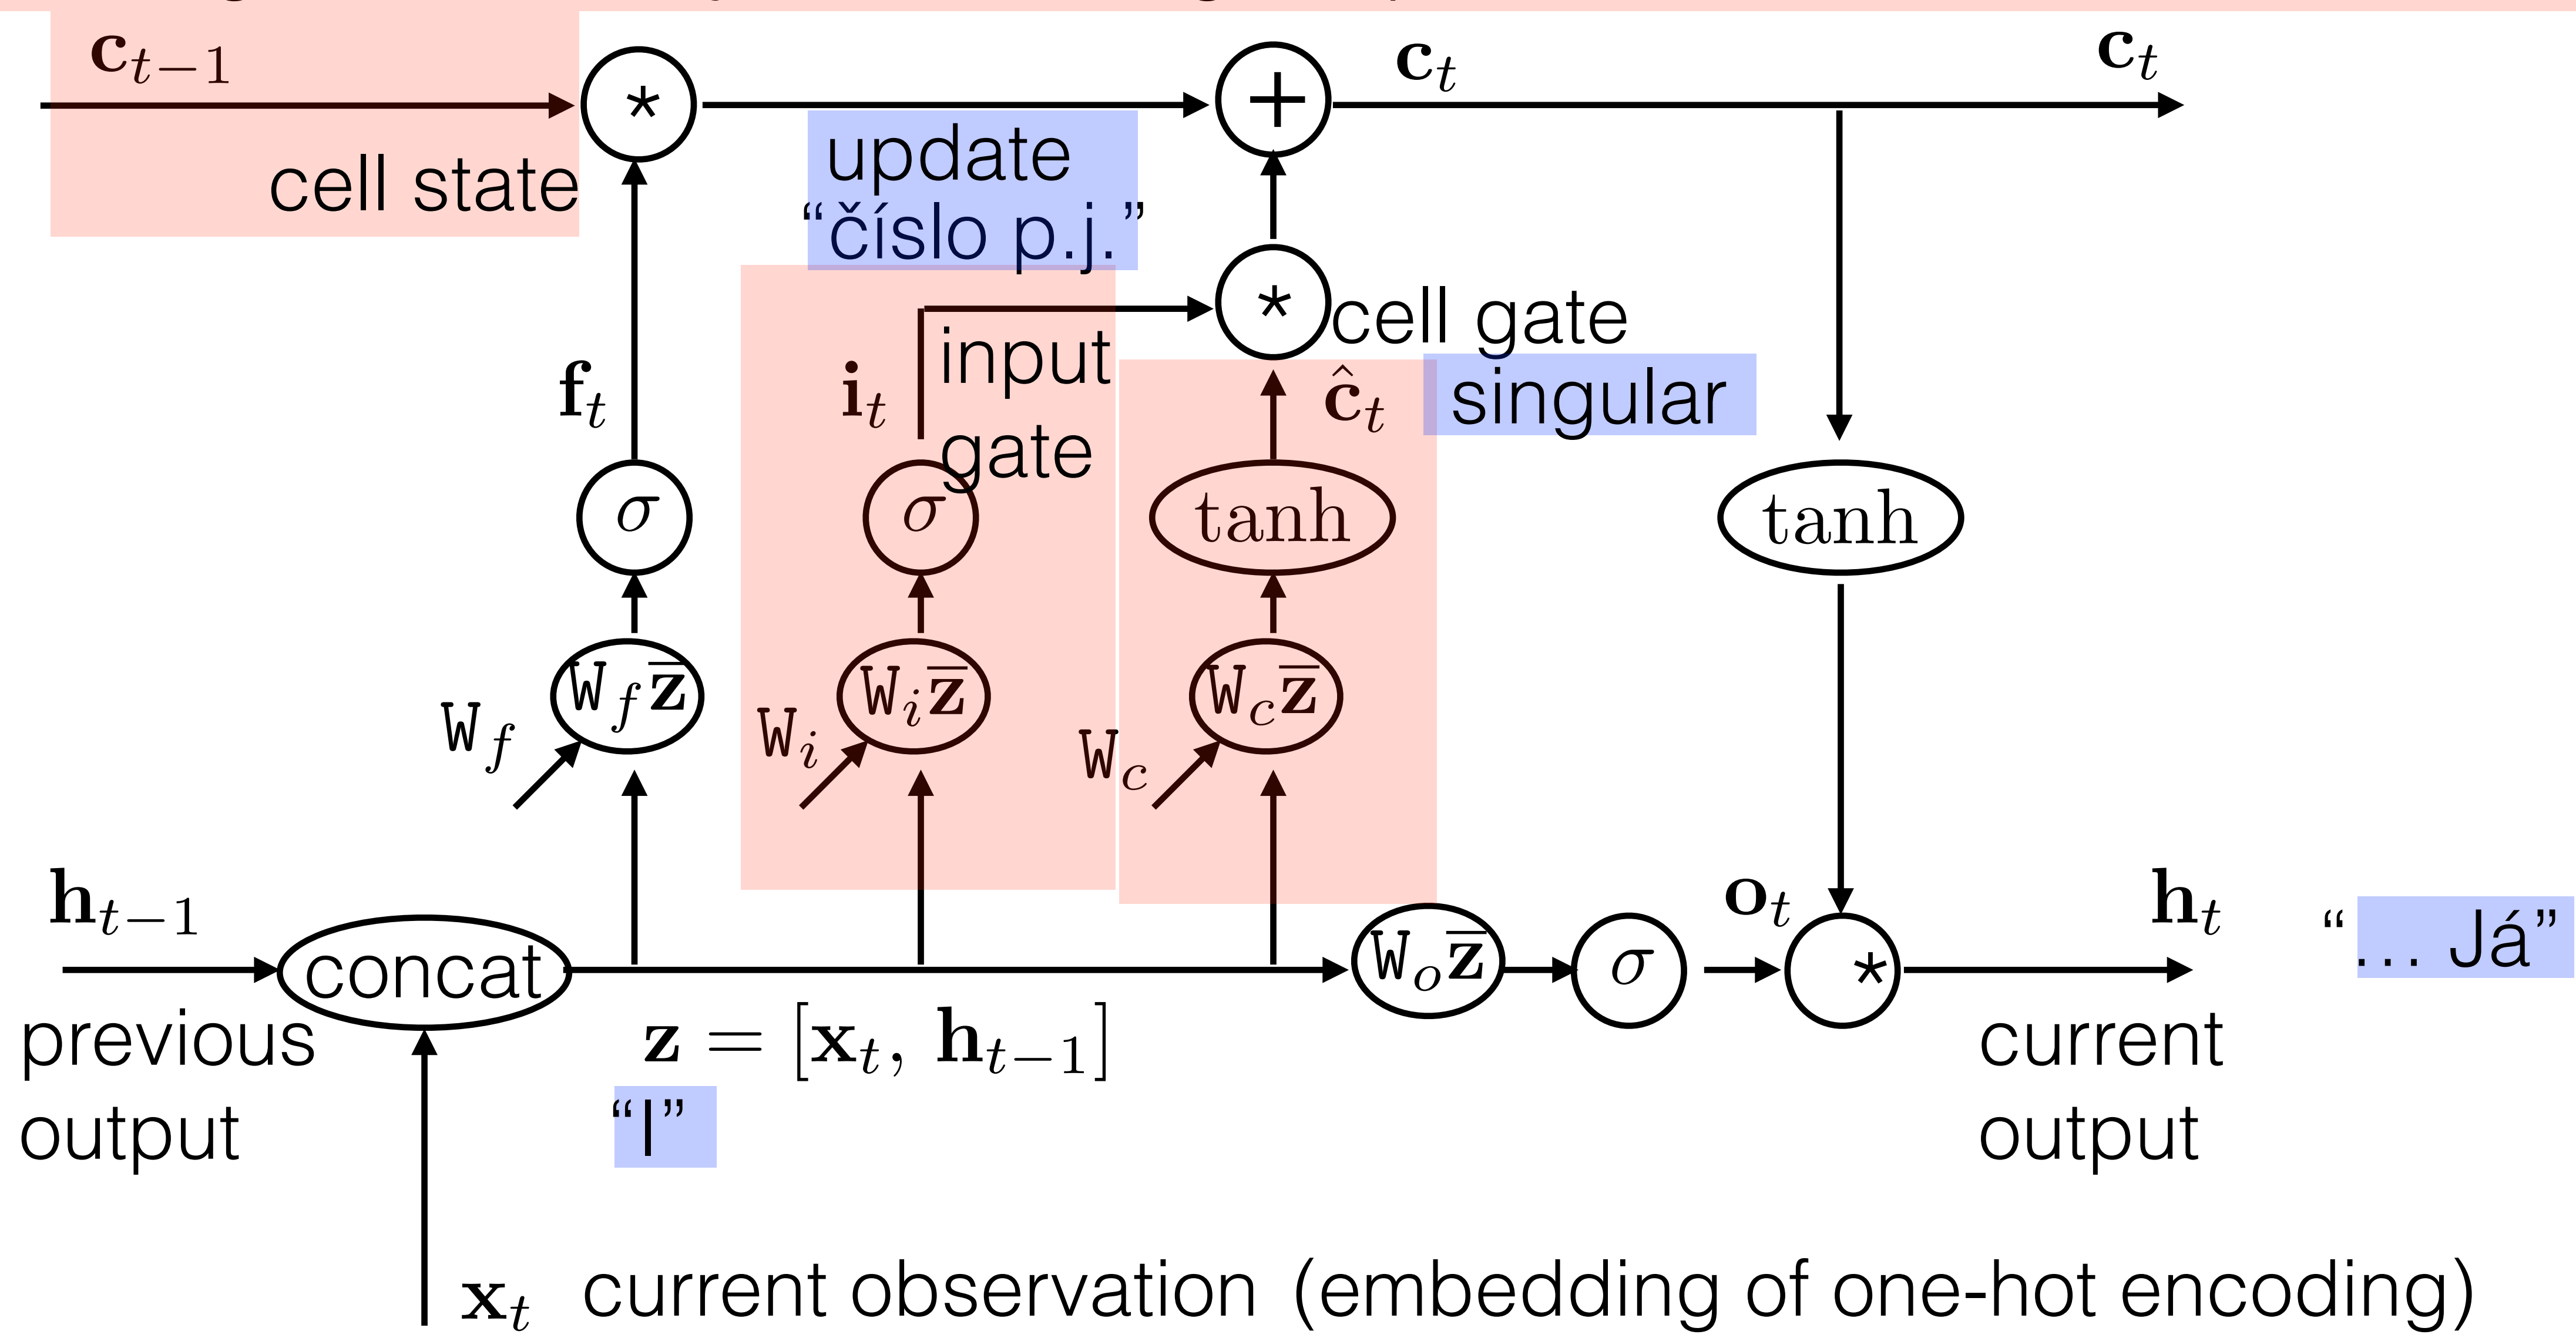 c_{t-1}
*
+
c_t
c_t
cell state
update
“číslo p.j.”
*
cell gate
f_t
i_t
input
gate
ĉ_t
singular
σ
σ
tanh
tanh
W_f
W_f z̅
W_i
W_i z̅
W_c
W_c z̅
h_{t-1}
concat
W_o z̅
σ
o_t
*
h_t
“… Já”
previous
output
z = [x_t, h_{t-1}]
“I”
current
output
x_t current observation (embedding of one-hot encoding)